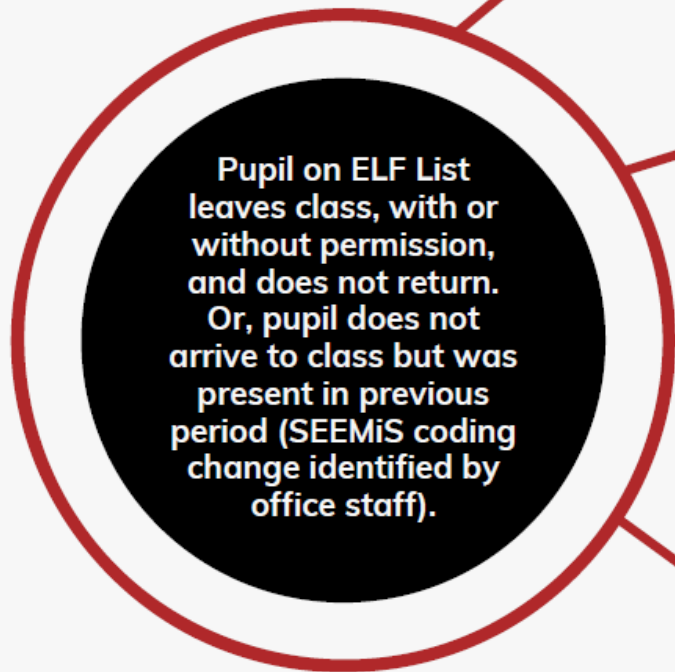 Pupil on ELF List
leaves class, with or
without permission,
and does not return.
Or, pupil does not
arrive to class but was
present in previous
period (SEEMiS coding
change identified by
office staff).